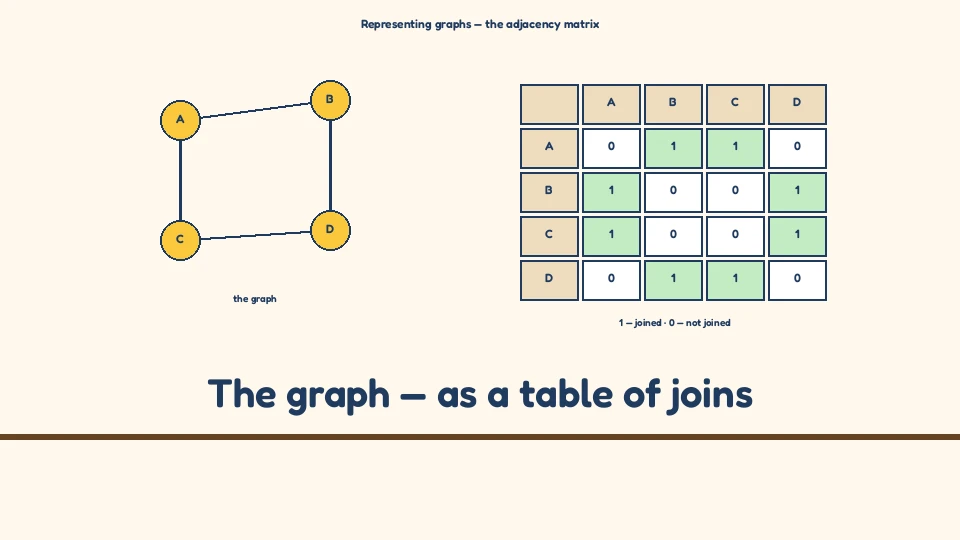 Representing graphs — the adjacency matrix
A
B
C
D
the graph
A B C D
A 0 1 1 0
B 1 0 0 1
C 1 0 0 1
D 0 1 1 0
1 — joined · 0 — not joined
The graph — as a table of joins